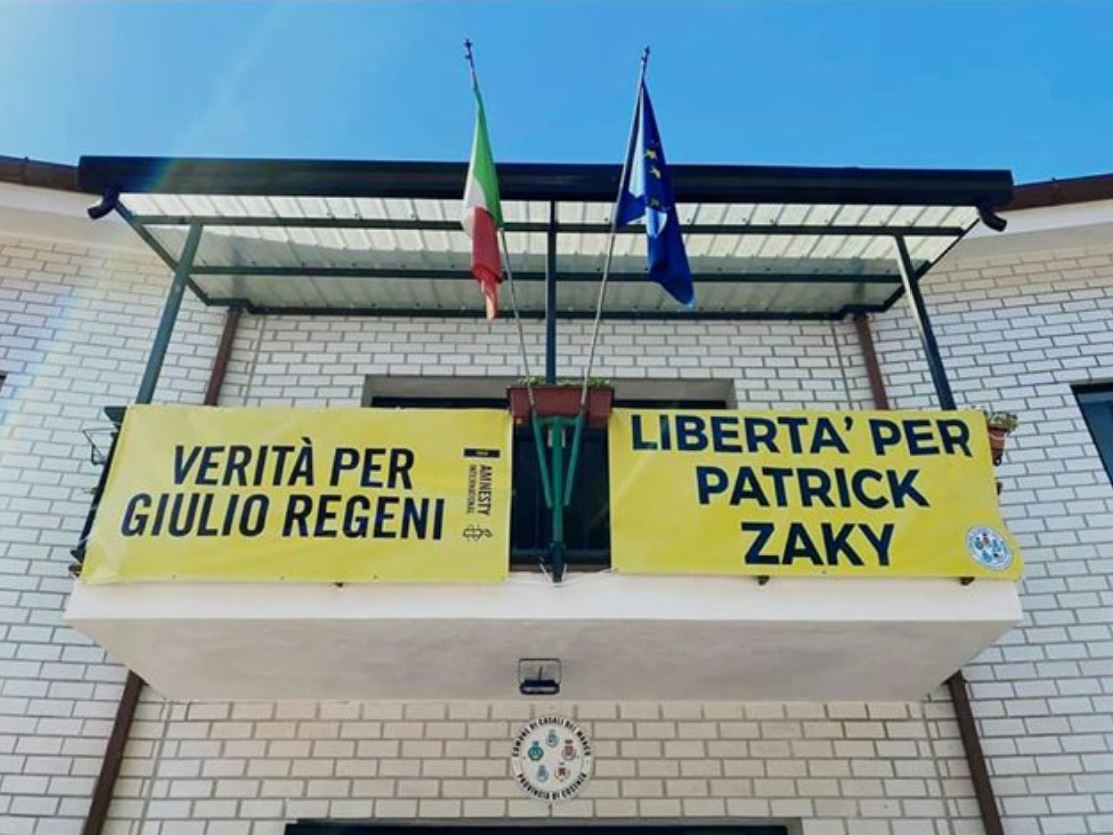 VERITÀ PER
GIULIO REGENI
AMNESTY
INTERNATIONAL
LIBERTA' PER
PATRICK
ZAKY
COMUNE DI CASALI DEL MANCO
PROVINCIA DI COSENZA